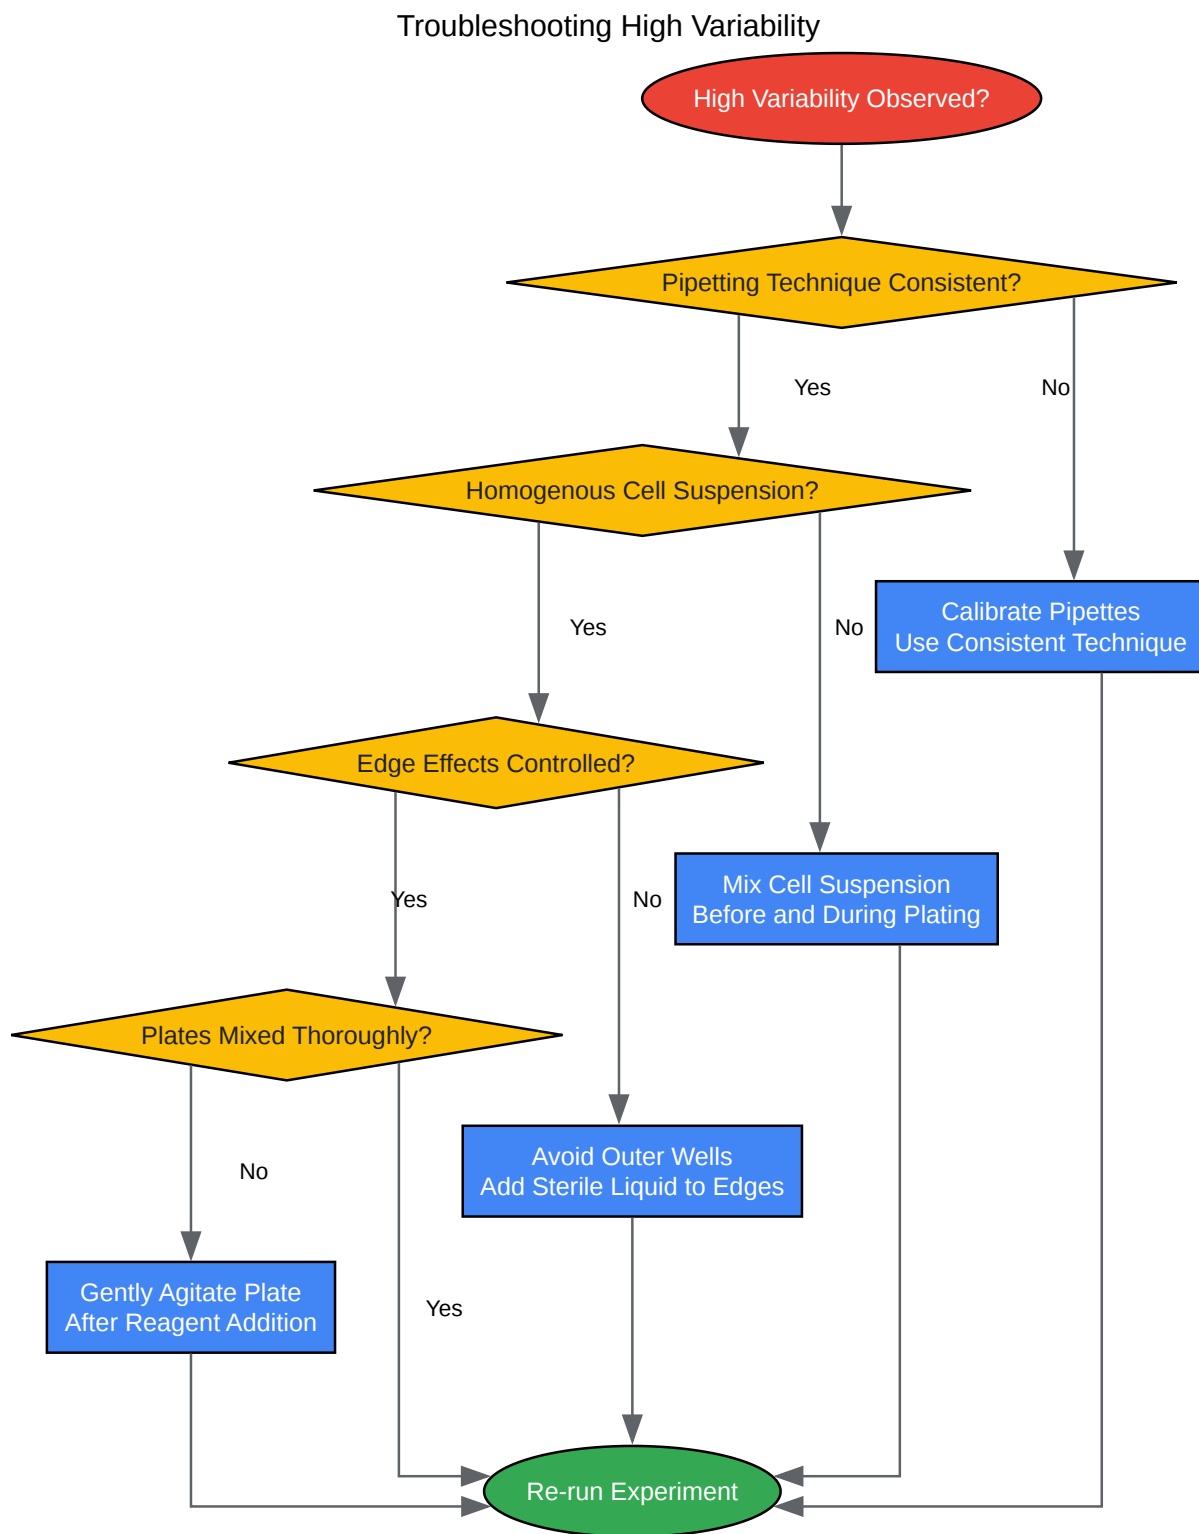 Troubleshooting High Variability
High Variability Observed?
Pipetting Technique Consistent?
Yes
No
Homogenous Cell Suspension?
Calibrate Pipettes
Use Consistent Technique
Yes
No
Edge Effects Controlled?
Mix Cell Suspension
Before and During Plating
Yes
No
Plates Mixed Thoroughly?
Avoid Outer Wells
Add Sterile Liquid to Edges
No
Gently Agitate Plate
After Reagent Addition
Yes
Re-run Experiment